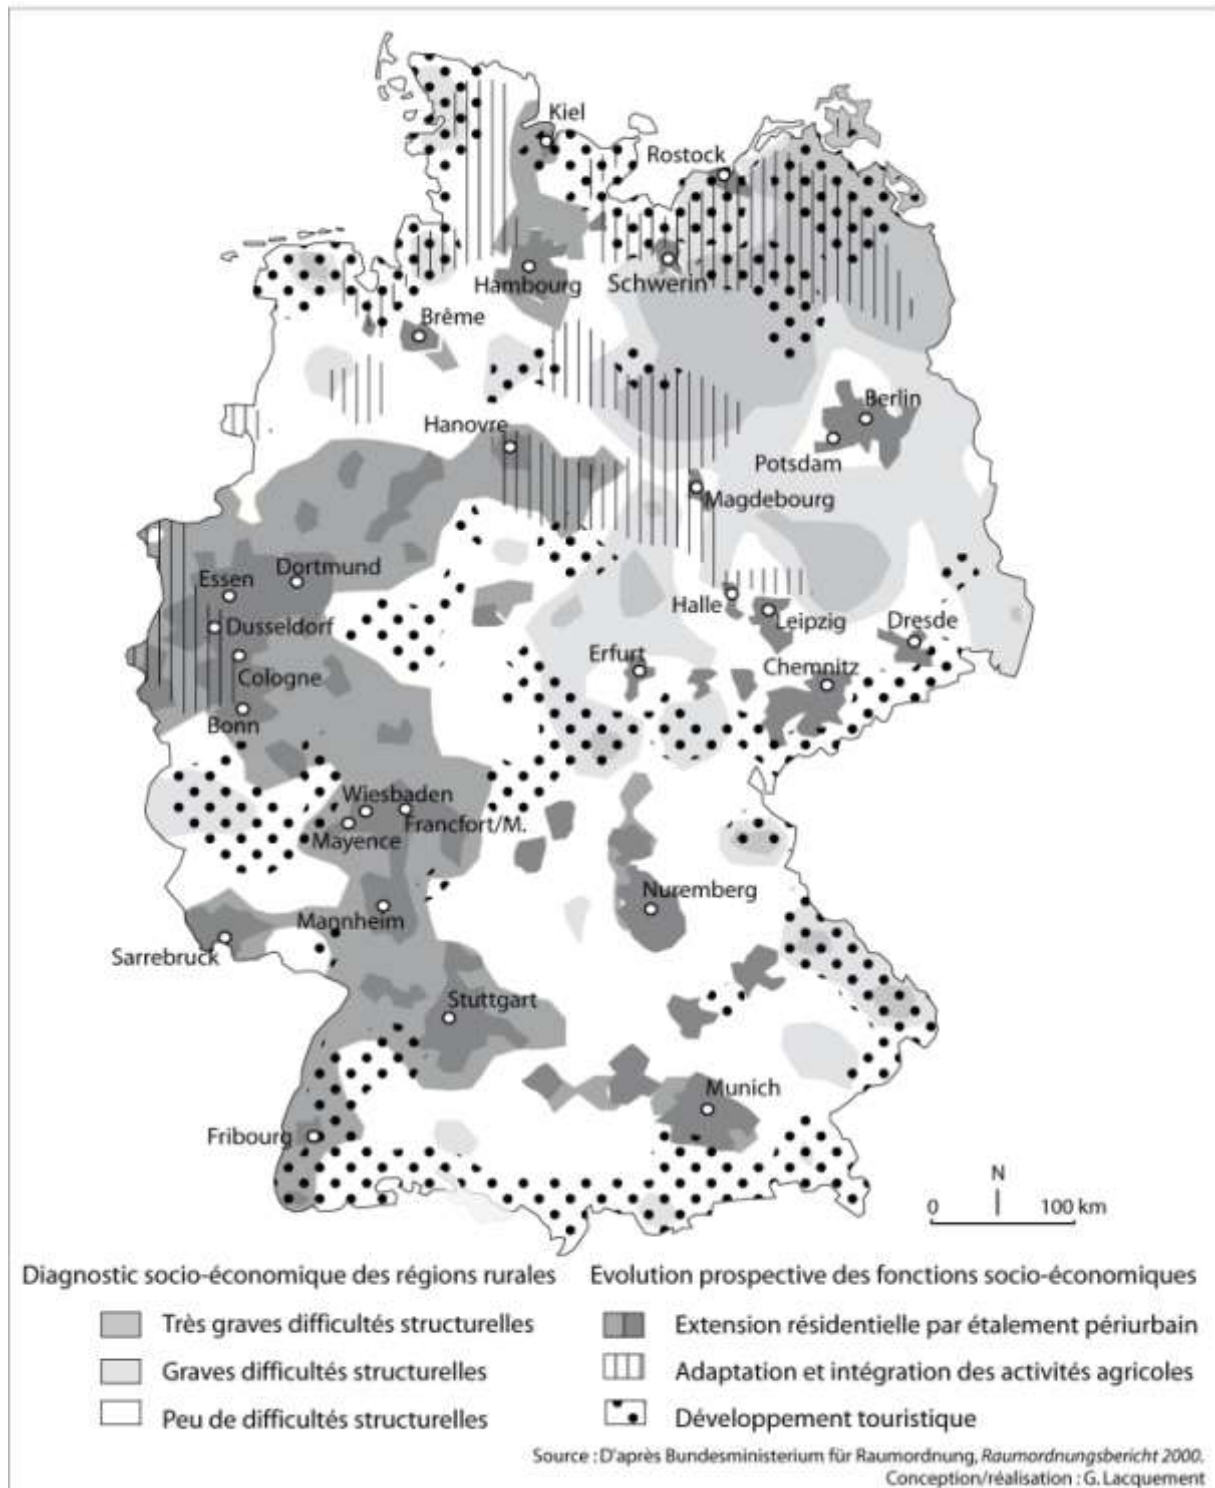 Kiel
Rostock
Hambourg
Schwerin
Brême
Berlin
Hanovre
Potsdam
Magdebourg
Dortmund
Essen
Halle
Leipzig
Dresde
Dusseldorf
Erfurt
Chemnitz
Cologne
Bonn
Wiesbaden
Francfort/M.
Mayence
Nuremberg
Mannheim
Sarrebruck
Stuttgart
Munich
Fribourg
N
0 100 km
Diagnostic socio-économique des régions rurales
Très graves difficultés structurelles
Graves difficultés structurelles
Peu de difficultés structurelles
Evolution prospective des fonctions socio-économiques
Extension résidentielle par étalement périurbain
Adaptation et intégration des activités agricoles
Développement touristique
Source : D'après Bundesministerium für Raumordnung, Raumordnungsbericht 2000.
Conception/réalisation : G. Lacquement